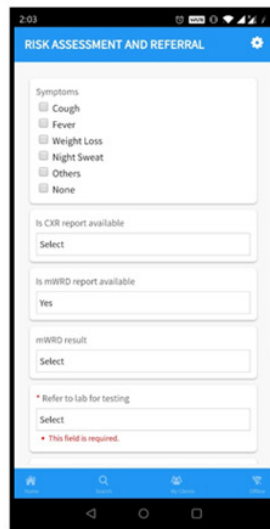 2:03
RISK ASSESSMENT AND REFERRAL
Symptoms
Cough
Fever
Weight Loss
Night Sweat
Others
None
Is CXR report available
Select
Is mWRD report available
Yes
mWRD result
Select
* Refer to lab for testing
Select
• This field is required.
Home
Search
Offline